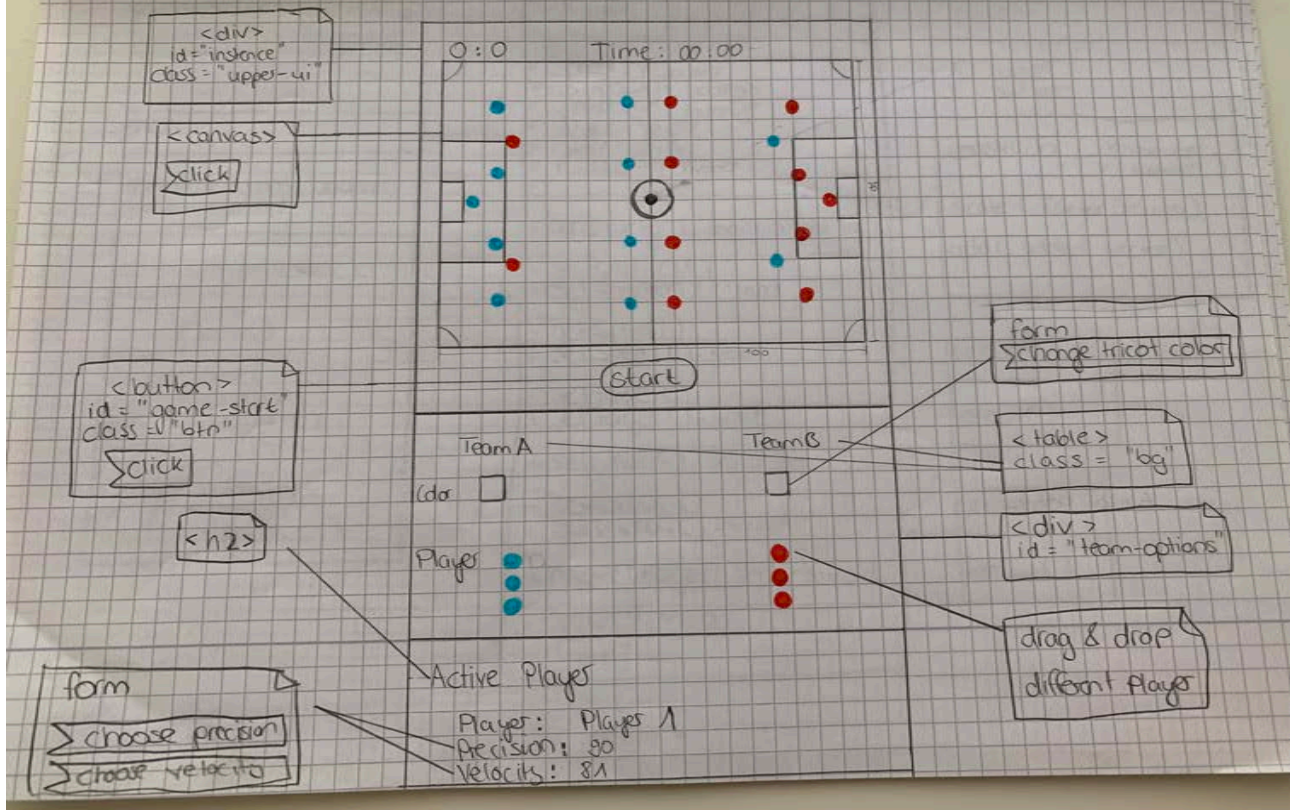 <div>
id="instence"
class="upper-ui"
0:0 Time: 00:00
<canvas>
click
form
change tricot color
start
<button>
id="game-start"
class="btn"
click
Team A Team B
<table>
class = "bg"
Color
<h2>
<div>
id="team-options"
Player
drag & drop
different Player
Active Player
Player: Player 1
Precision: 90
Velocity: 81
form
choose precision
choose velocity